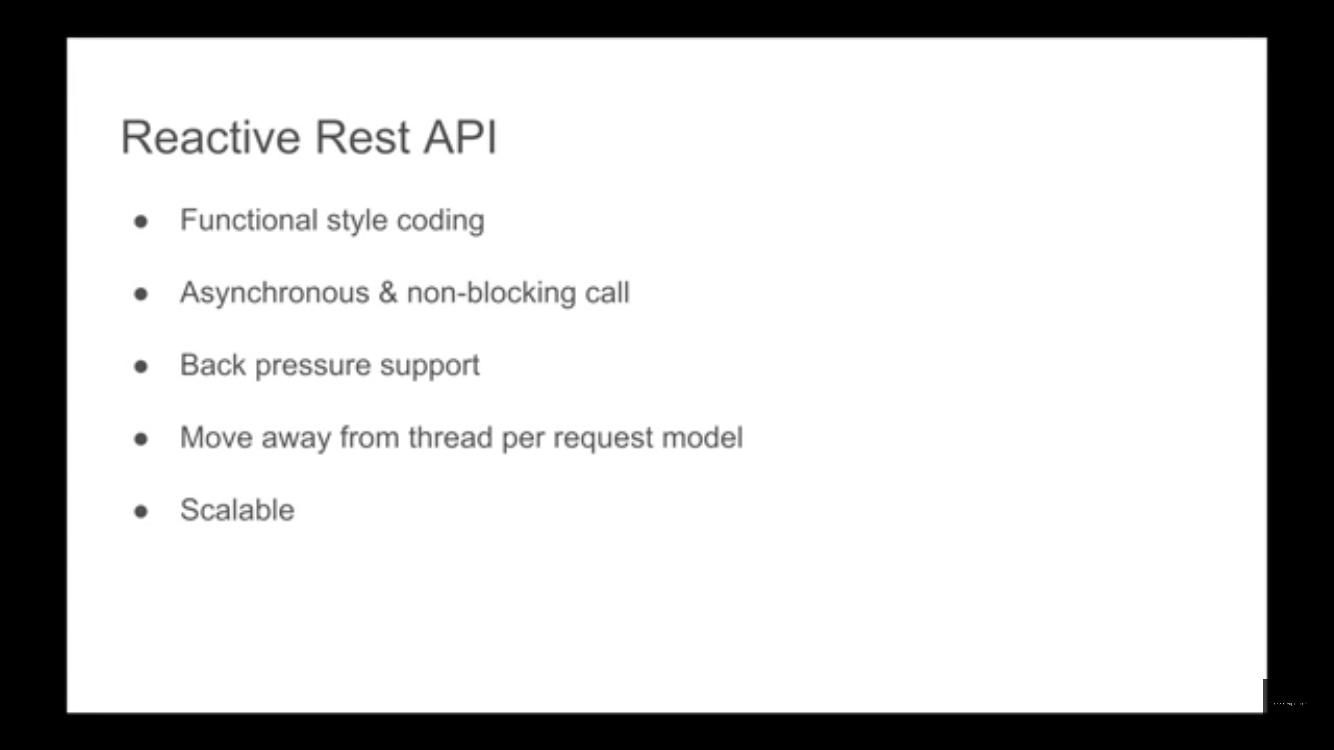 Reactive Rest API
● Functional style coding
● Asynchronous & non-blocking call
● Back pressure support
● Move away from thread per request model
● Scalable